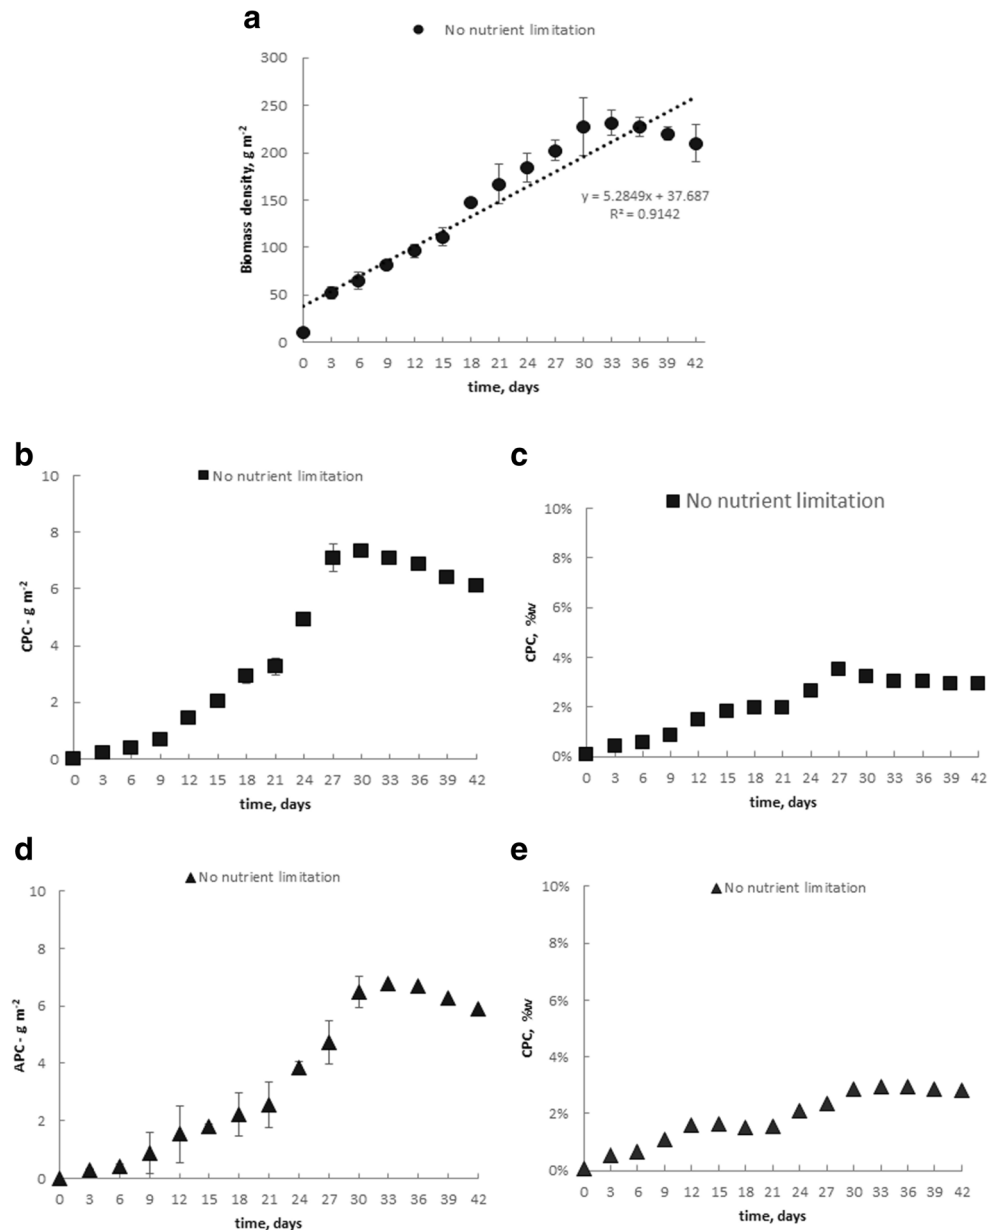 a
No nutrient limitation
300
250
200
150
100
50
0
Biomass density, g m-2
y = 5.2849x + 37.687
R² = 0.9142
0 3 6 9 12 15 18 21 24 27 30 33 36 39 42
time, days
b
No nutrient limitation
10
8
6
4
2
0
CPC - g m-2
0 3 6 9 12 15 18 21 24 27 30 33 36 39 42
time, days
c
No nutrient limitation
10%
8%
6%
4%
2%
0%
CPC, %w
0 3 6 9 12 15 18 21 24 27 30 33 36 39 42
time, days
d
No nutrient limitation
10
8
6
4
2
0
APC - g m-2
0 3 6 9 12 15 18 21 24 27 30 33 36 39 42
time, days
e
No nutrient limitation
10%
8%
6%
4%
2%
0%
CPC, %w
0 3 6 9 12 15 18 21 24 27 30 33 36 39 42
time, days